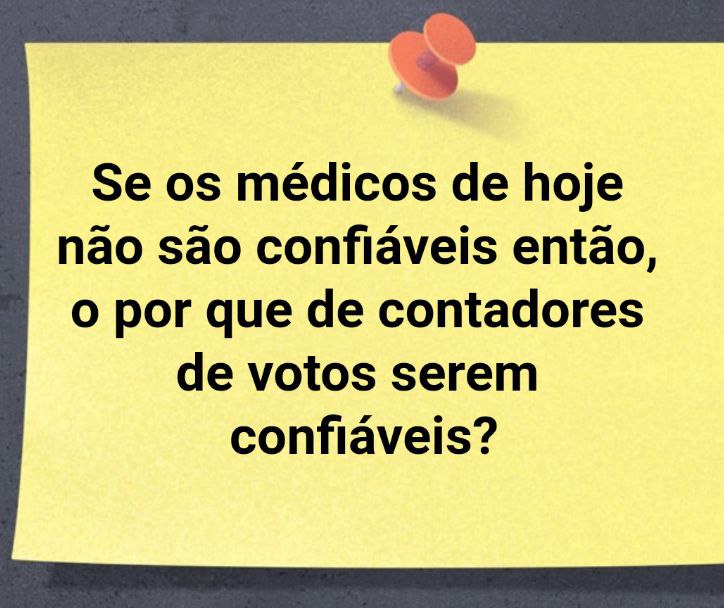 Se os médicos de hoje
não são confiáveis então,
o por que de contadores
de votos serem
confiáveis?